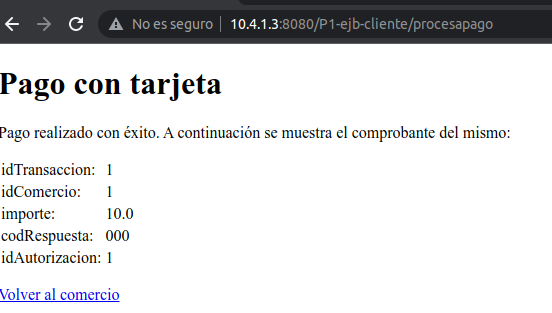 No es seguro | 10.4.1.3:8080/P1-ejb-cliente/procesapago
Pago con tarjeta
Pago realizado con éxito. A continuación se muestra el comprobante del mismo:
idTransaccion: 1
idComercio: 1
importe: 10.0
codRespuesta: 000
idAutorizacion: 1
Volver al comercio